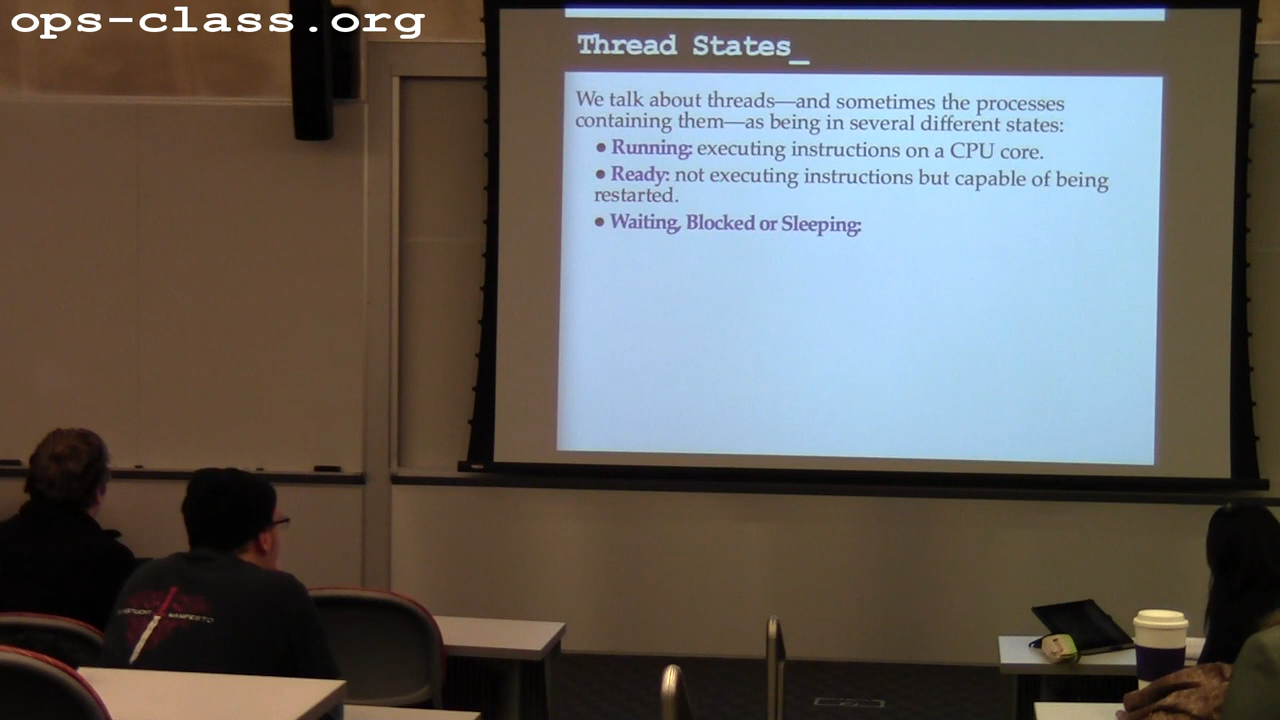 ops-class.org
Thread States_
We talk about threads—and sometimes the processes
containing them—as being in several different states:
● Running: executing instructions on a CPU core.
● Ready: not executing instructions but capable of being
restarted.
● Waiting, Blocked or Sleeping:
MANIFESTO